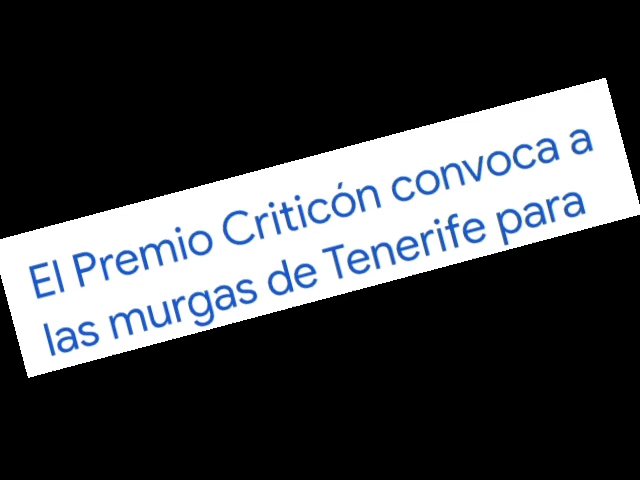 El Premio Criticón convoca a
las murgas de Tenerife para